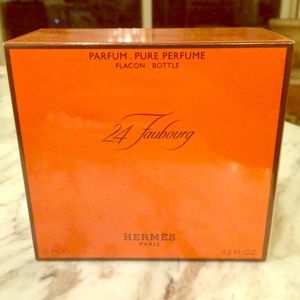 PARFUM . PURE PERFUME
FLACON . BOTTLE
24 Faubourg
HERMÈS
PARIS
15 ML ℮ 0.5 FL.OZ